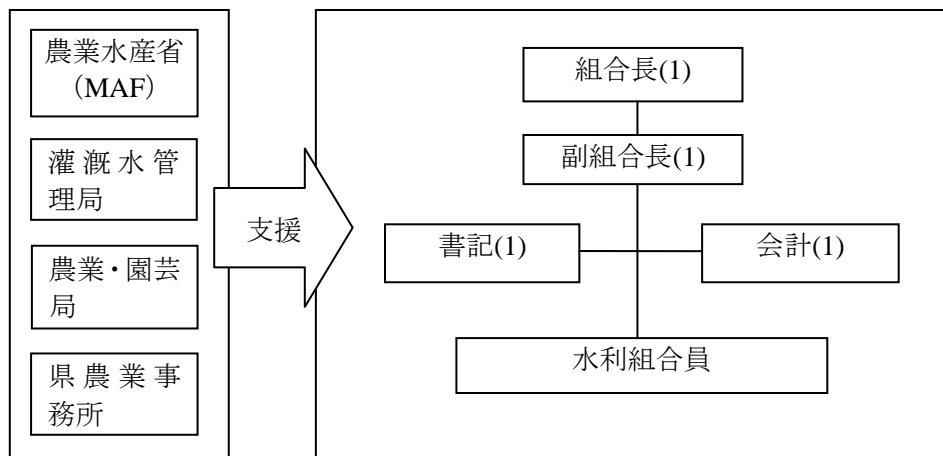 農業水産省
（MAF）
灌漑水管
理局
農業・園芸
局
県農業事
務所
支援
組合長(1)
副組合長(1)
書記(1)
会計(1)
水利組合員